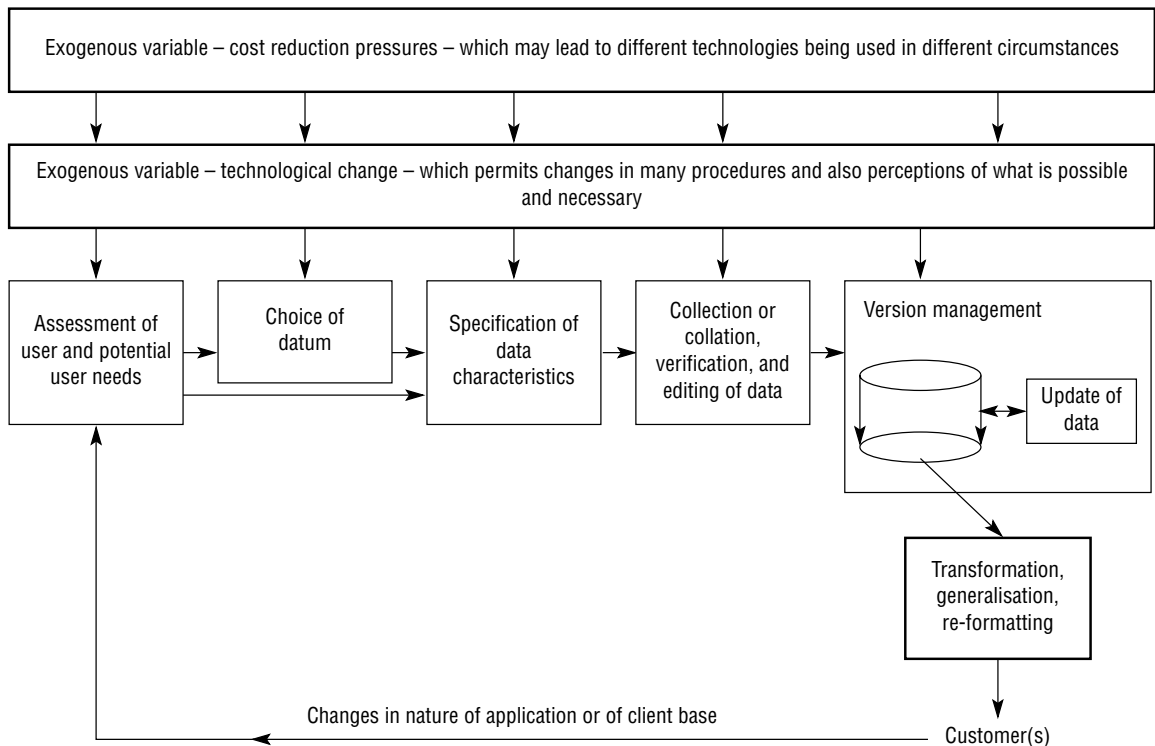 Exogenous variable – cost reduction pressures – which may lead to different technologies being used in different circumstances
Exogenous variable – technological change – which permits changes in many procedures and also perceptions of what is possible
and necessary
Assessment of
user and potential
user needs
Choice of
datum
Specification of
data
characteristics
Collection or
collation,
verification, and
editing of data
Version management
Update of
data
Transformation,
generalisation,
re-formatting
Changes in nature of application or of client base
Customer(s)